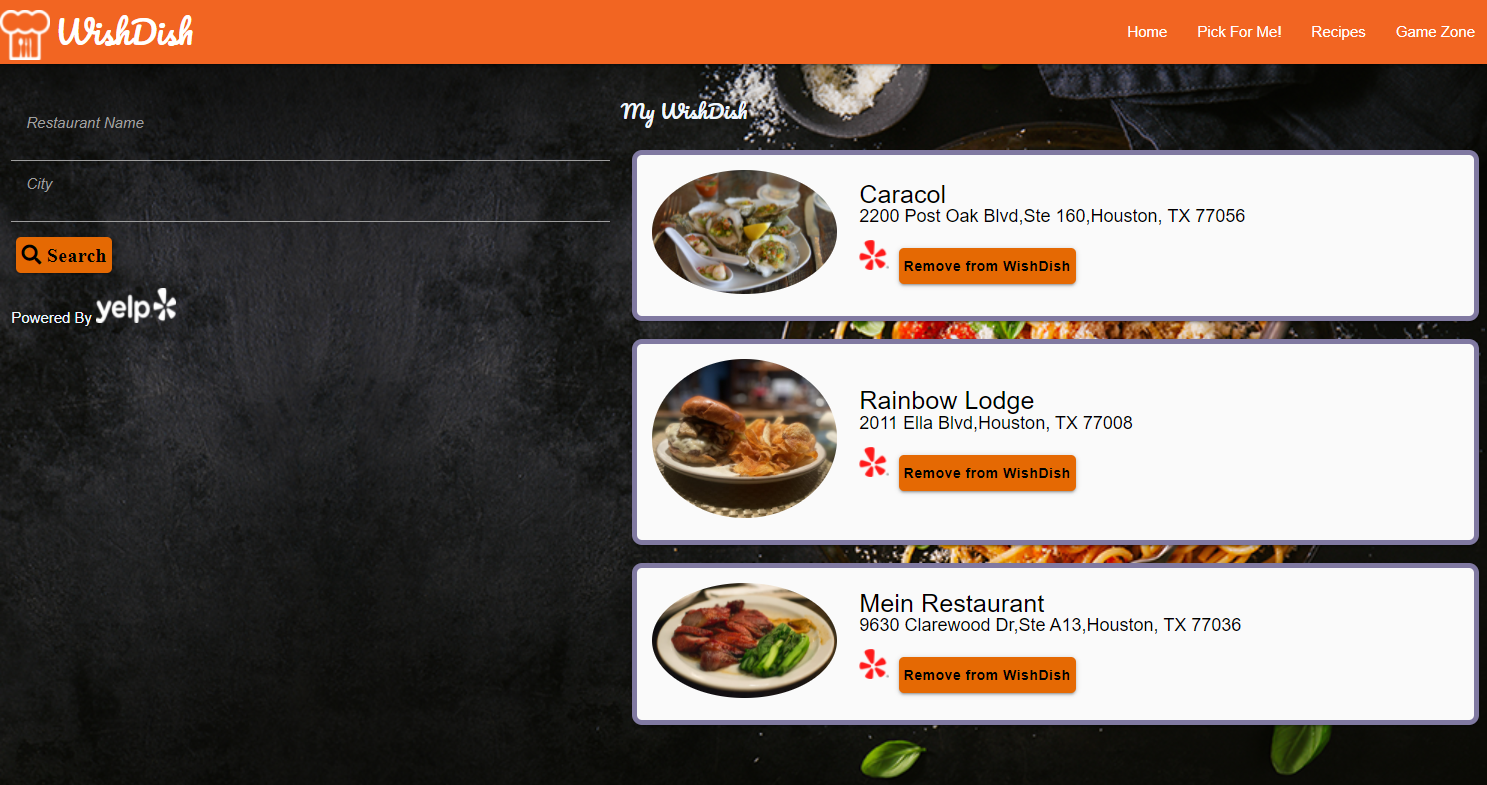 WishDish
Home Pick For Me! Recipes Game Zone
Restaurant Name
City
Search
Powered By yelp
My WishDish
Caracol
2200 Post Oak Blvd,Ste 160,Houston, TX 77056
Remove from WishDish
Rainbow Lodge
2011 Ella Blvd,Houston, TX 77008
Remove from WishDish
Mein Restaurant
9630 Clarewood Dr,Ste A13,Houston, TX 77036
Remove from WishDish